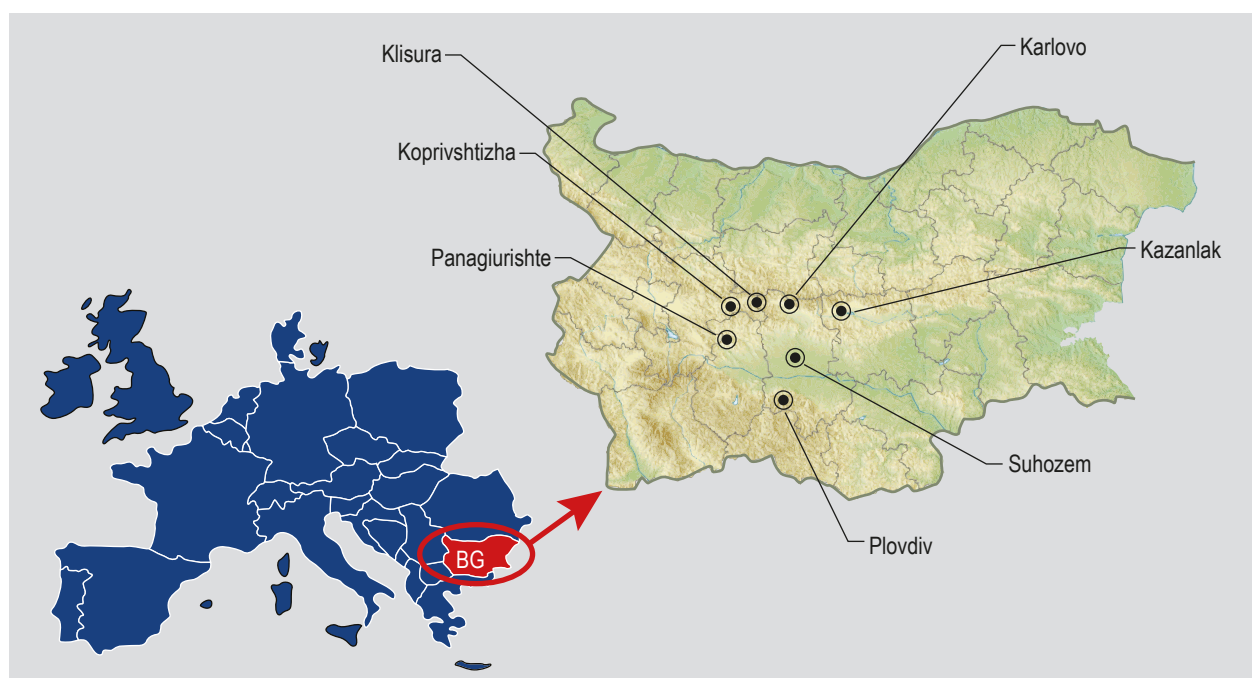 Klisura
Karlovo
Koprivshtizha
Panagiurishte
Kazanlak
Suhozem
Plovdiv
BG